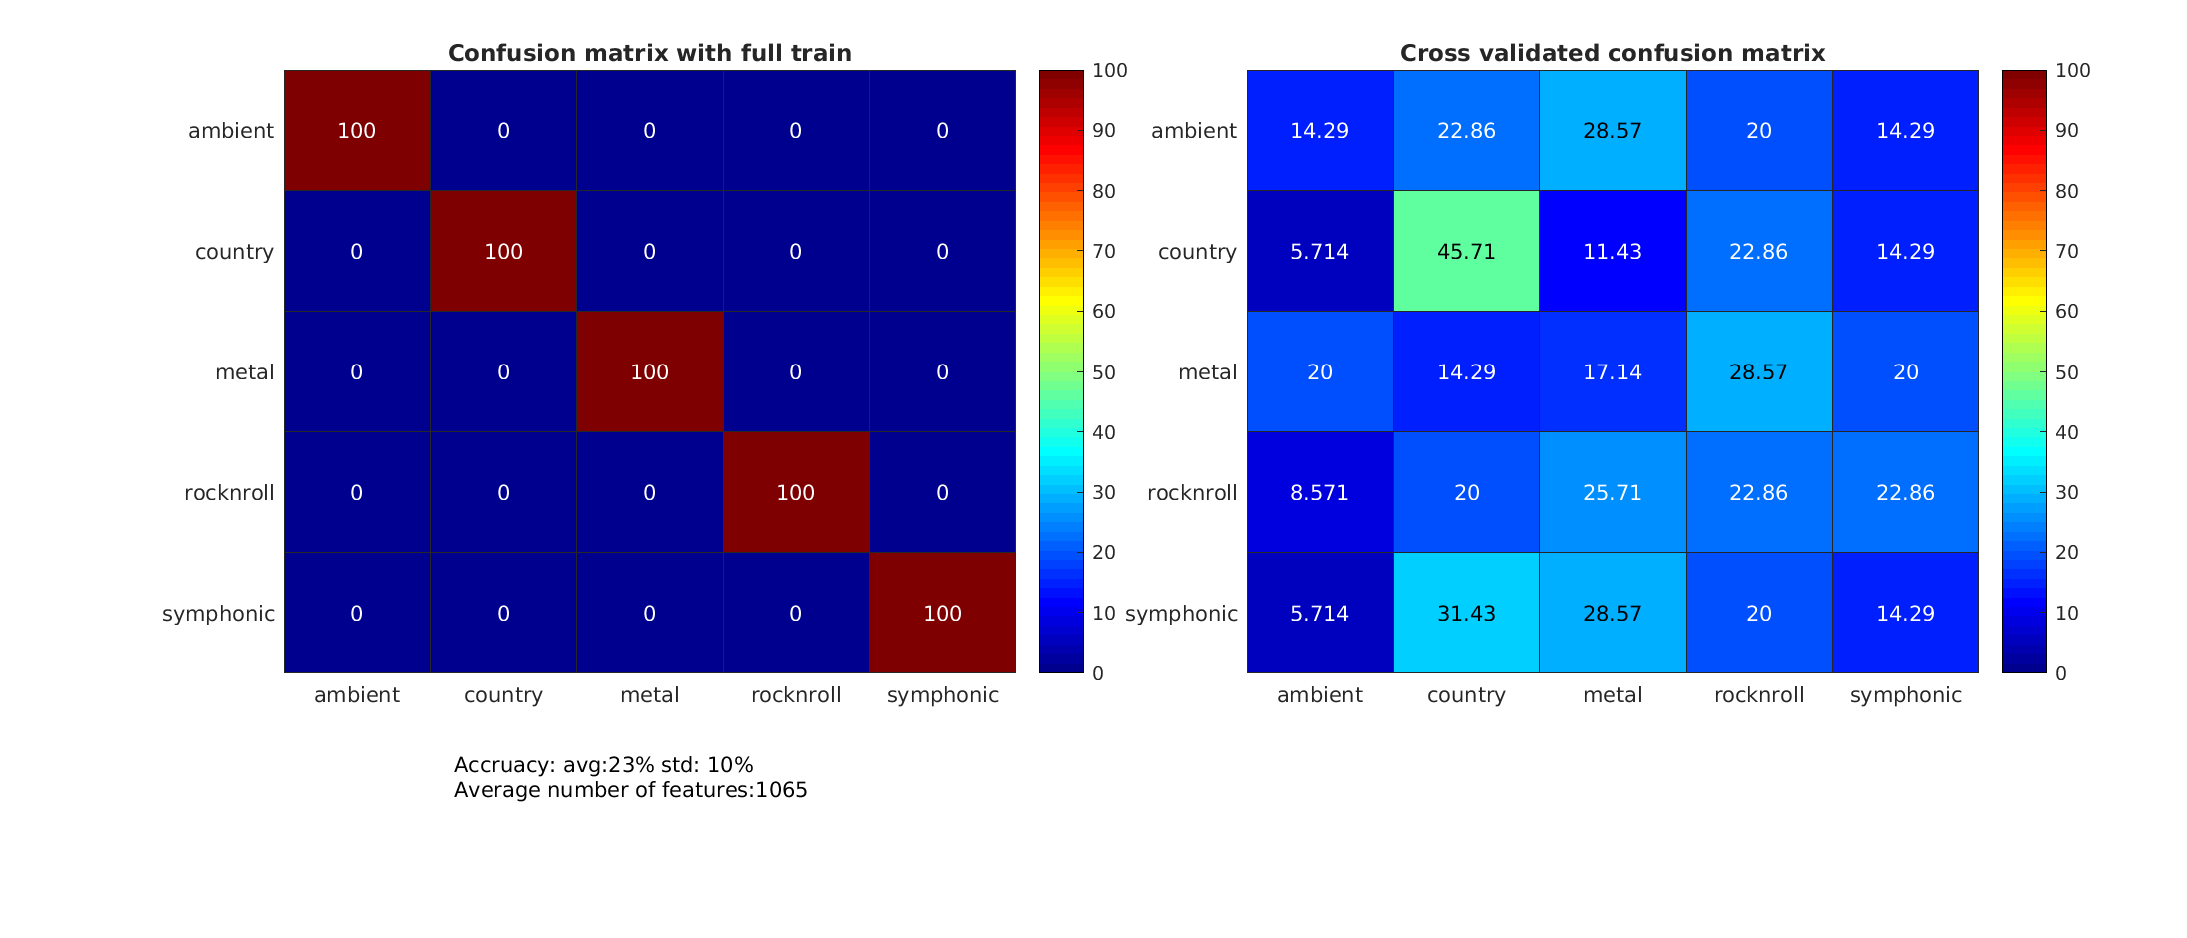 Confusion matrix with full train
ambient 100 0 0 0 0
country 0 100 0 0 0
metal 0 0 100 0 0
rocknroll 0 0 0 100 0
symphonic 0 0 0 0 100
ambient country metal rocknroll symphonic
100
90
80
70
60
50
40
30
20
10
0
Accruacy: avg:23% std: 10%
Average number of features:1065
Cross validated confusion matrix
ambient 14.29 22.86 28.57 20 14.29
country 5.714 45.71 11.43 22.86 14.29
metal 20 14.29 17.14 28.57 20
rocknroll 8.571 20 25.71 22.86 22.86
symphonic 5.714 31.43 28.57 20 14.29
ambient country metal rocknroll symphonic
100
90
80
70
60
50
40
30
20
10
0